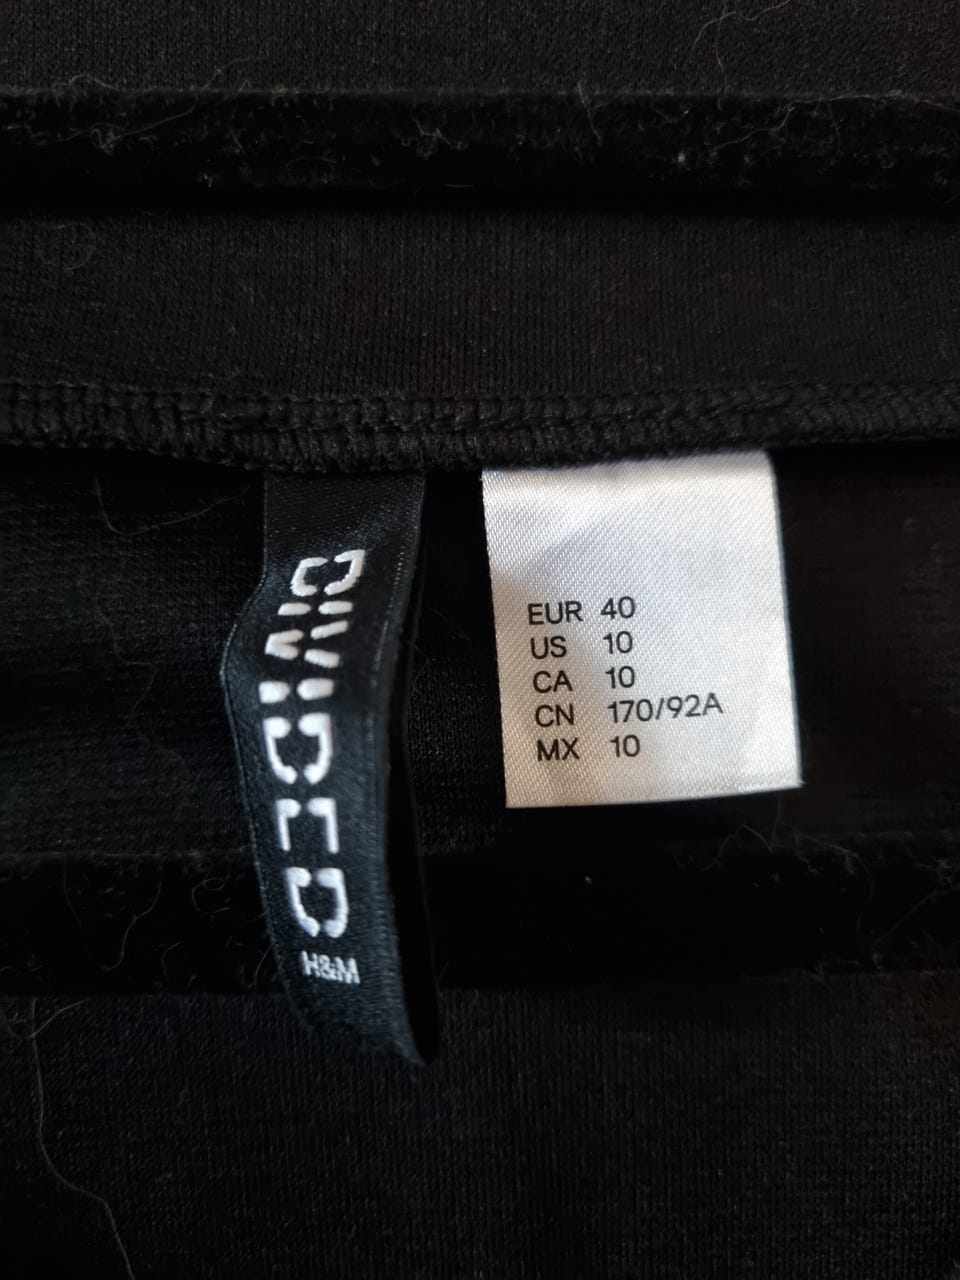 DIVIDED
H&M
EUR 40
US 10
CA 10
CN 170/92A
MX 10